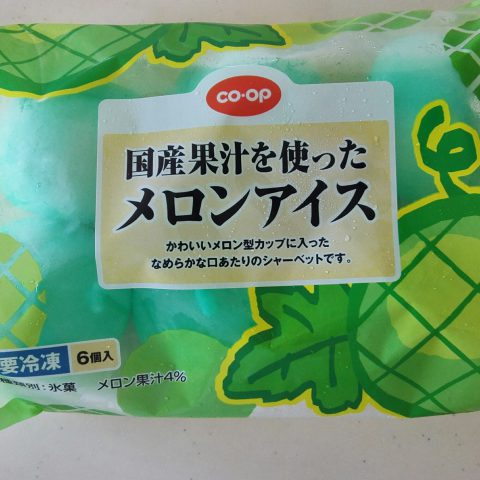 CO·OP
国産果汁を使った
メロンアイス
かわいいメロン型カップに入った
なめらかな口あたりのシャーベットです。
要冷凍 6個入
種類別:氷菓 メロン果汁4%